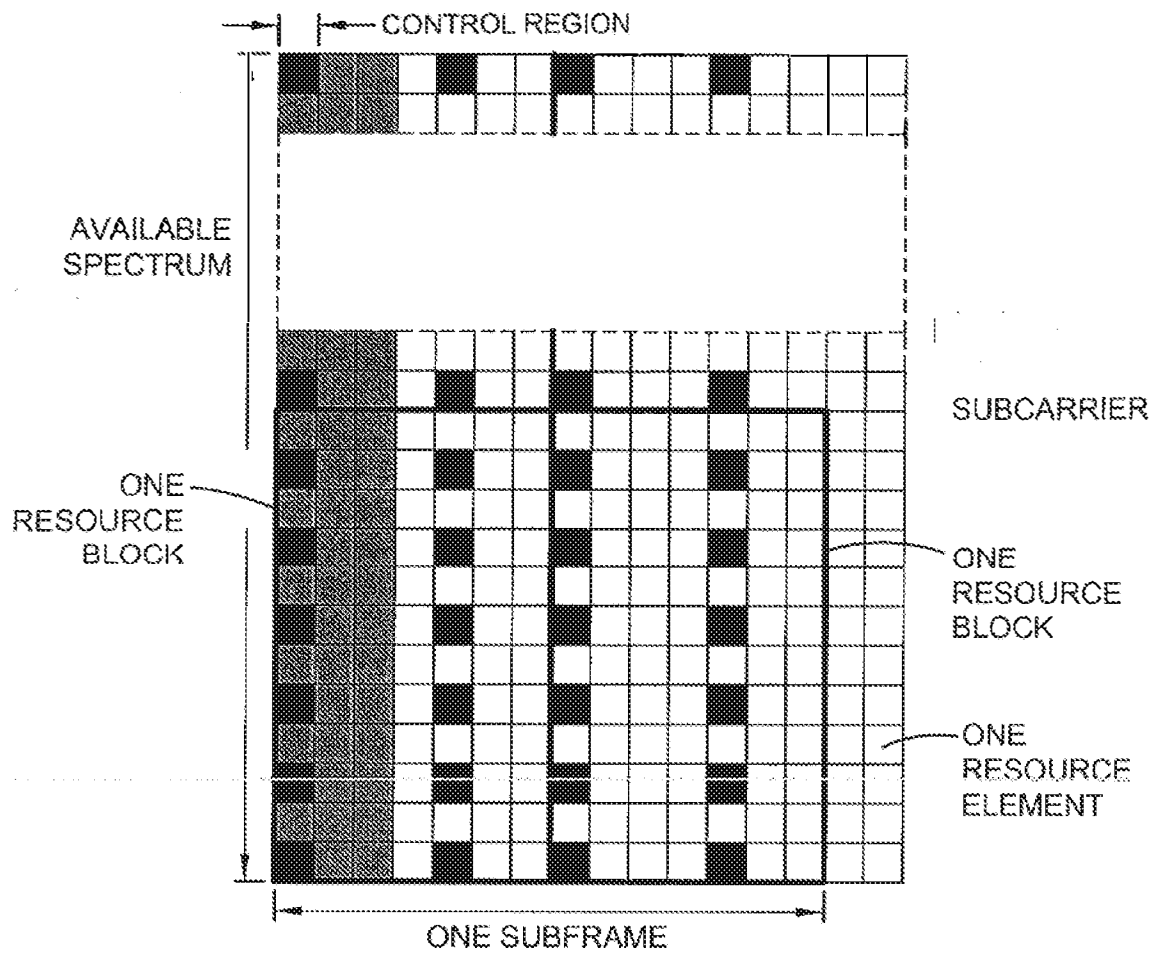 CONTROL REGION
AVAILABLE
SPECTRUM
SUBCARRIER
ONE
RESOURCE
BLOCK
ONE
RESOURCE
BLOCK
ONE
RESOURCE
ELEMENT
ONE SUBFRAME